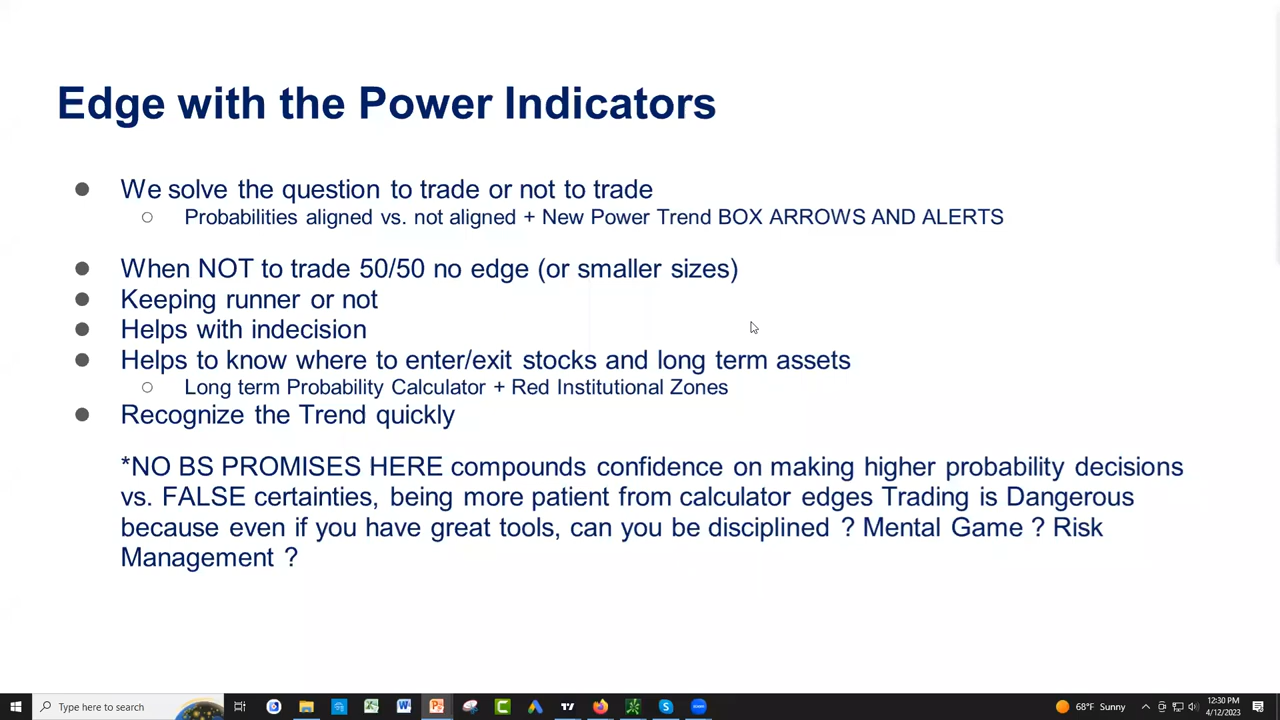 Edge with the Power Indicators
We solve the question to trade or not to trade
Probabilities aligned vs. not aligned + New Power Trend BOX ARROWS AND ALERTS
When NOT to trade 50/50 no edge (or smaller sizes)
Keeping runner or not
Helps with indecision
Helps to know where to enter/exit stocks and long term assets
Long term Probability Calculator + Red Institutional Zones
Recognize the Trend quickly
*NO BS PROMISES HERE compounds confidence on making higher probability decisions
vs. FALSE certainties, being more patient from calculator edges Trading is Dangerous
because even if you have great tools, can you be disciplined ? Mental Game ? Risk
Management ?
Type here to search
68°F Sunny
12:30 PM
4/12/2023